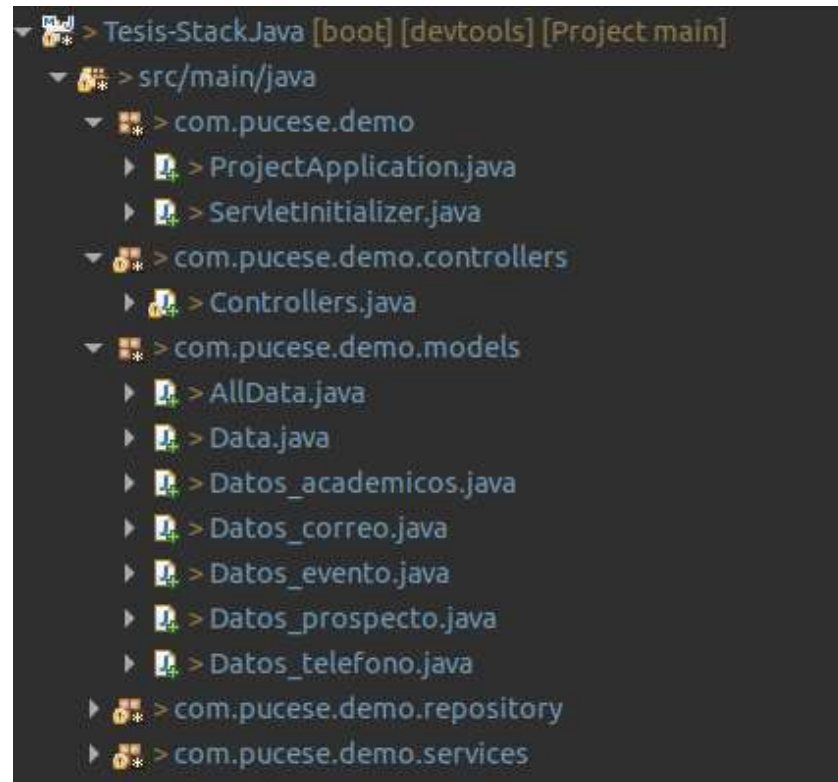 > Tesis-StackJava [boot] [devtools] [Project main]
> src/main/java
> com.pucese.demo
> ProjectApplication.java
> ServletInitializer.java
> com.pucese.demo.controllers
> Controllers.java
> com.pucese.demo.models
> AllData.java
> Data.java
> Datos_academicos.java
> Datos_correo.java
> Datos_evento.java
> Datos_prospecto.java
> Datos_telefono.java
> com.pucese.demo.repository
> com.pucese.demo.services